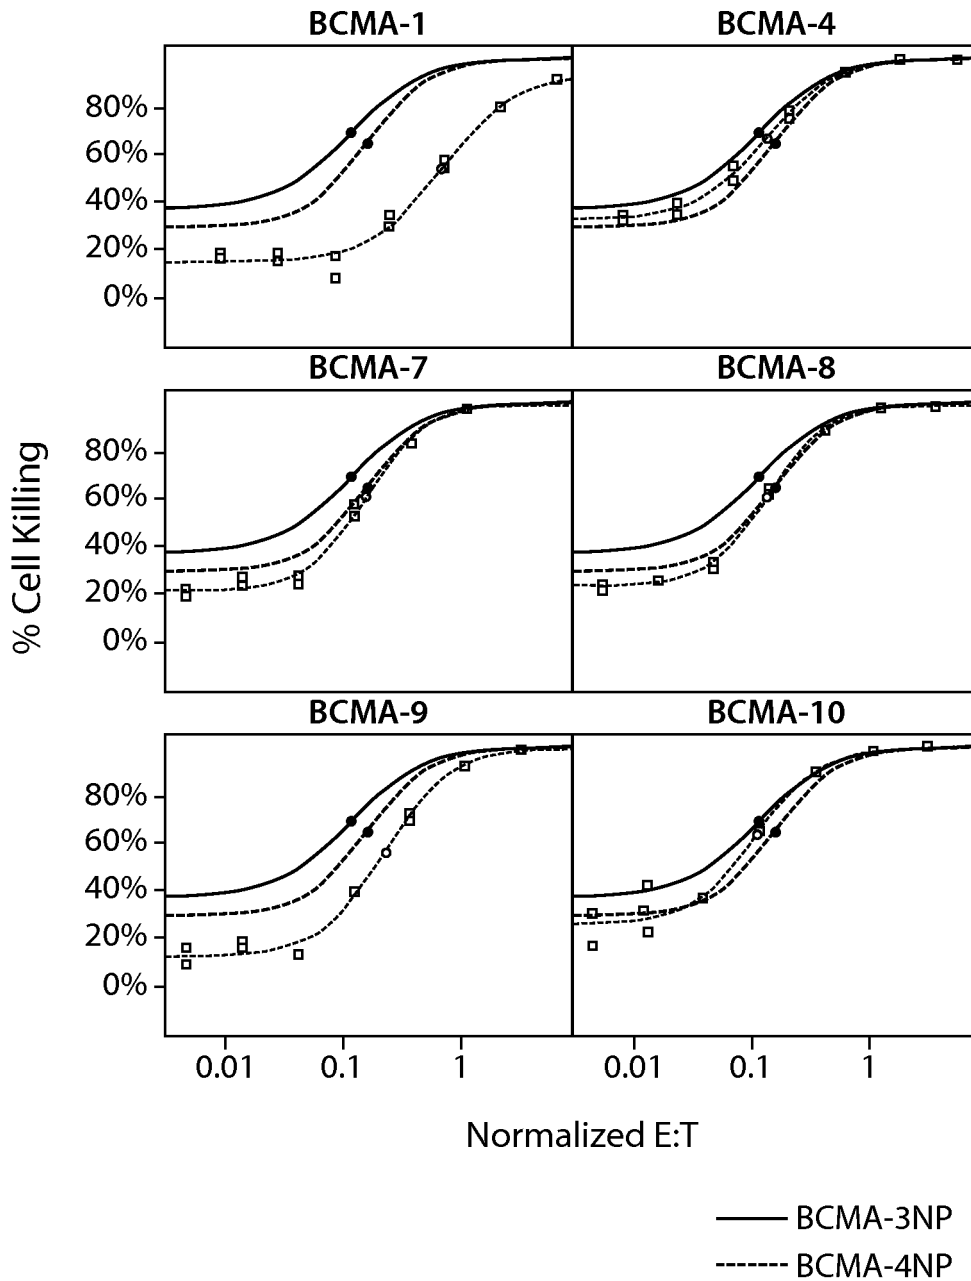 BCMA-1 BCMA-4
80%
60%
40%
20%
0%
BCMA-7 BCMA-8
80%
60%
40%
20%
0%
% Cell Killing
BCMA-9 BCMA-10
80%
60%
40%
20%
0%
0.01 0.1 1 0.01 0.1 1
Normalized E:T
BCMA-3NP
BCMA-4NP